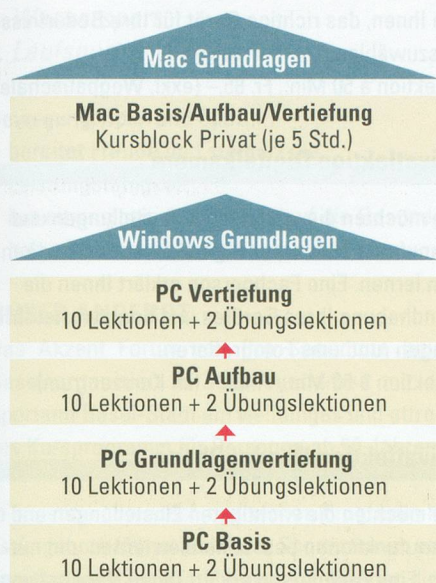 Mac Grundlagen
Mac Basis/Aufbau/Vertiefung
Kursblock Privat (je 5 Std.)
Windows Grundlagen
PC Vertiefung
10 Lektionen + 2 Übungslektionen
PC Aufbau
10 Lektionen + 2 Übungslektionen
PC Grundlagenvertiefung
10 Lektionen + 2 Übungslektionen
PC Basis
10 Lektionen + 2 Übungslektionen